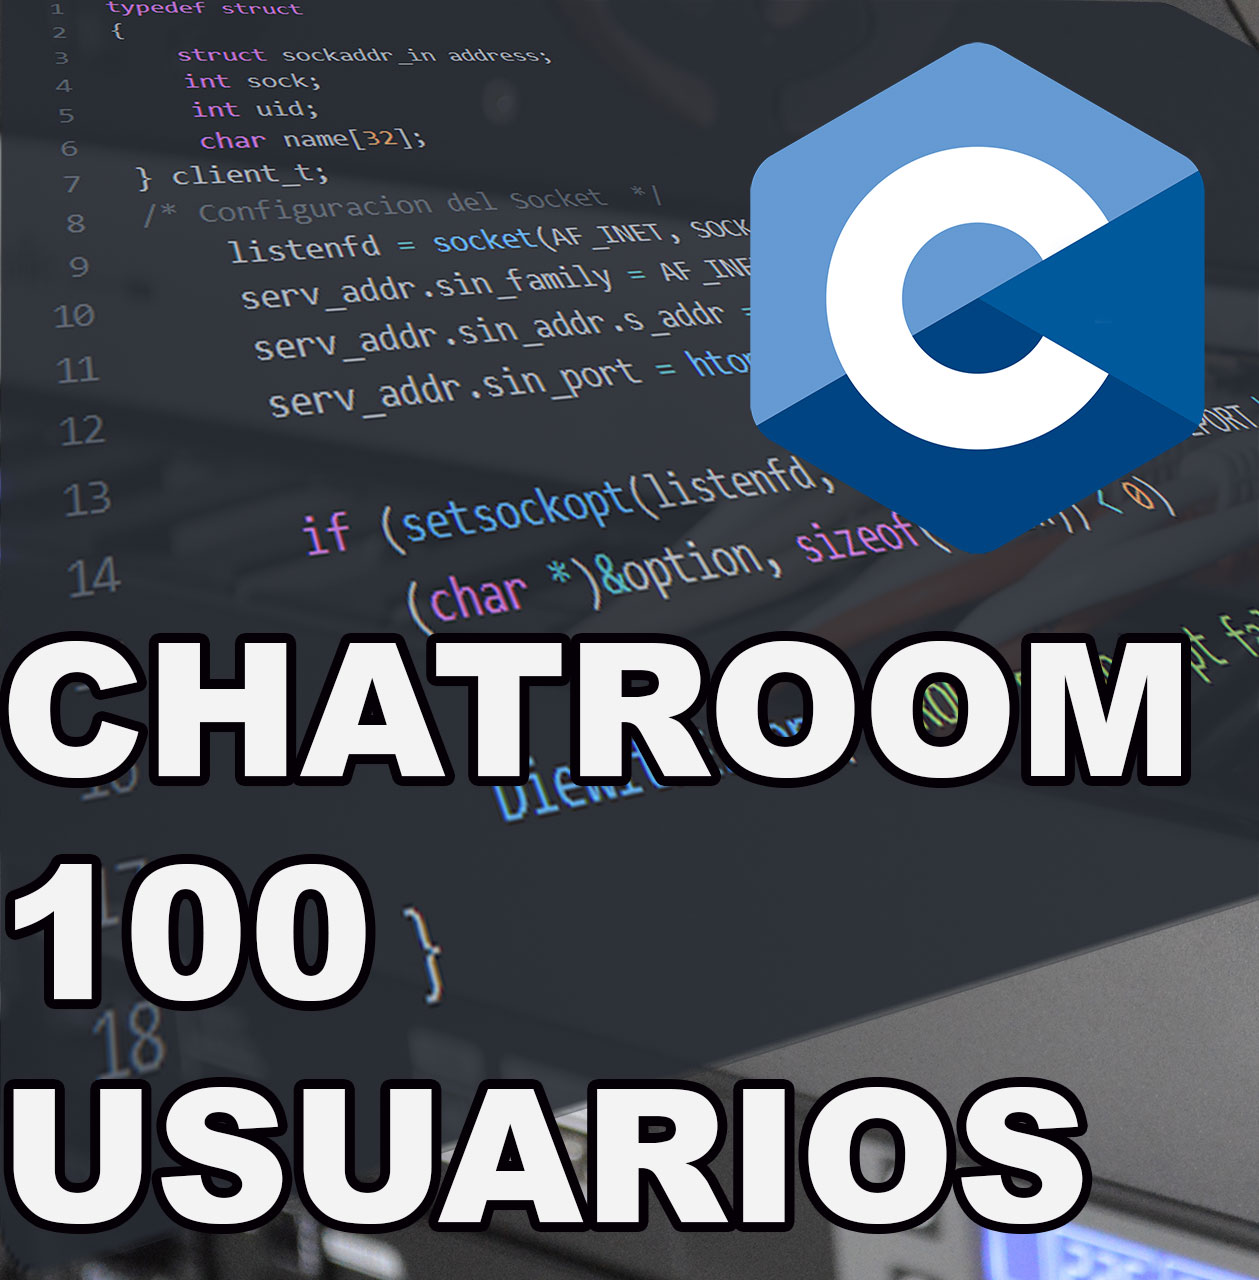 1 typedef struct
2 {
3 struct sockaddr_in address;
4 int sock;
5 int uid;
6 char name[32];
7 } client_t;
8 /* Configuracion del Socket */
9 listenfd = socket(AF_INET, SOCK
10 serv_addr.sin_family = AF_INE
11 serv_addr.sin_addr.s_addr =
12 serv_addr.sin_port = hton
13 if (setsockopt(listenfd, PORT
14 (char *)&option, sizeof( )) < 0)
CHATROOM
100
}
18
USUARIOS